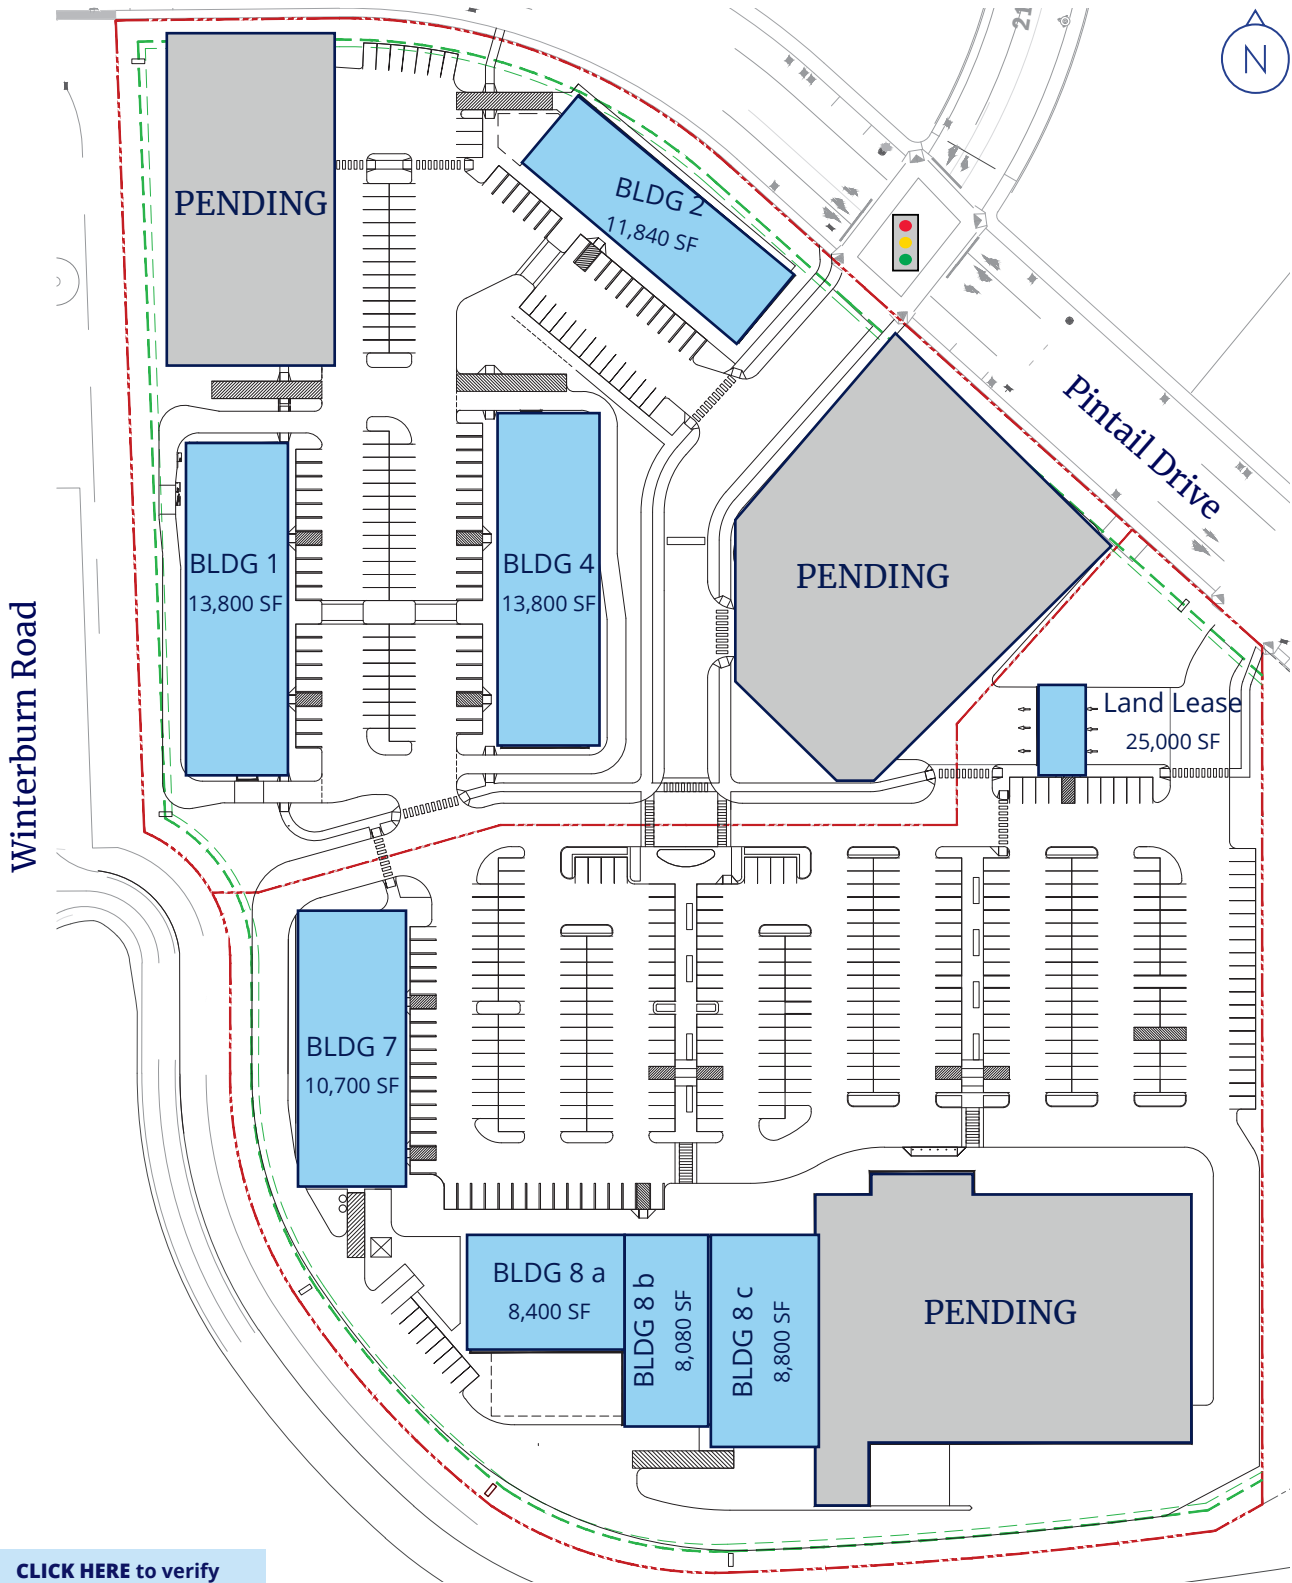 21
N
PENDING
BLDG 2
11,840 SF
Pintail Drive
BLDG 1
13,800 SF
BLDG 4
13,800 SF
PENDING
Winterburn Road
Land Lease
25,000 SF
BLDG 7
10,700 SF
BLDG 8 a
8,400 SF
BLDG 8 b
8,080 SF
BLDG 8 c
8,800 SF
PENDING
CLICK HERE to verify